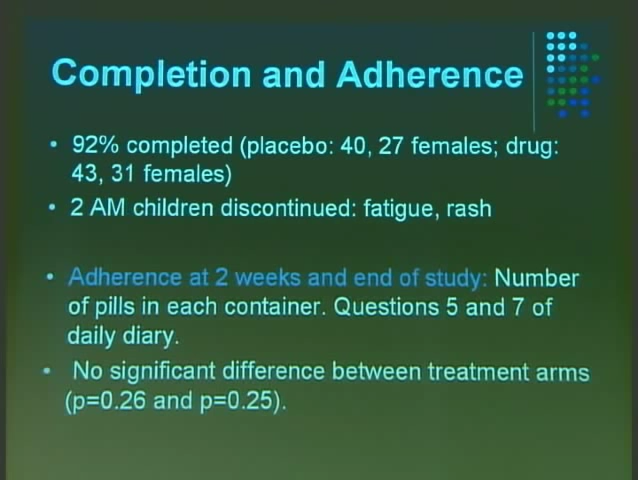 Completion and Adherence
• 92% completed (placebo: 40, 27 females; drug:
43, 31 females)
• 2 AM children discontinued: fatigue, rash
• Adherence at 2 weeks and end of study: Number
of pills in each container. Questions 5 and 7 of
daily diary.
• No significant difference between treatment arms
(p=0.26 and p=0.25).